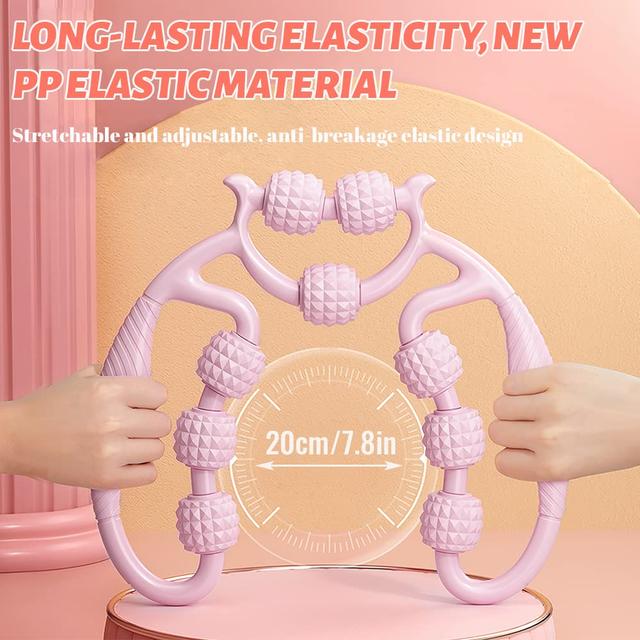 LONG-LASTING ELASTICITY, NEW
PP ELASTIC MATERIAL
Stretchable and adjustable, anti-breakage elastic design
20cm/7.8in